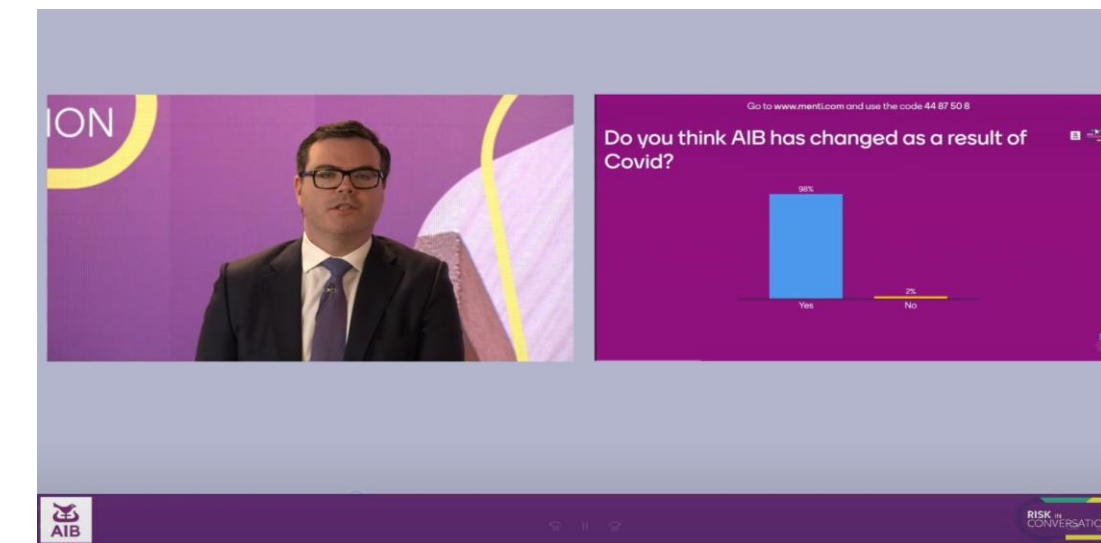 ION
Go to www.menti.com and use the code 44 87 50 8
Do you think AIB has changed as a result of
Covid?
98%
2%
Yes No
AIB
RISK IN
CONVERSATIO